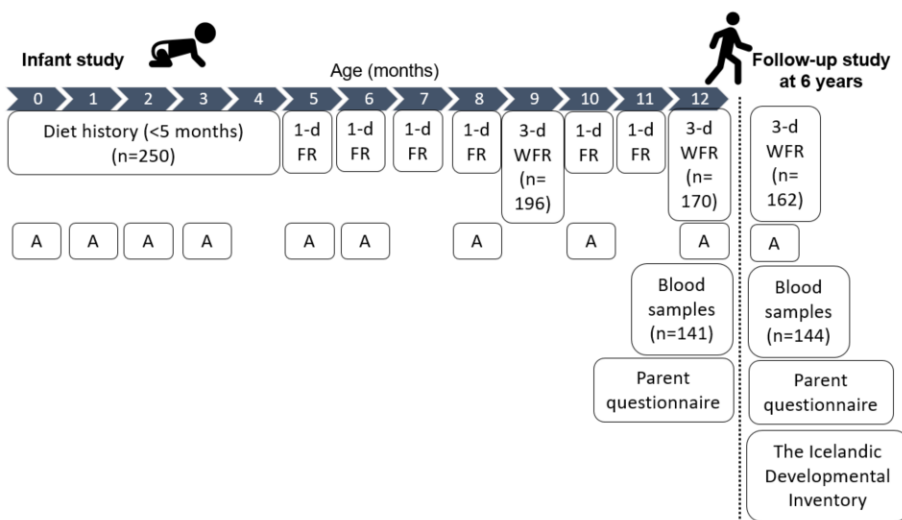 Infant study
Age (months)
Follow-up study
at 6 years
0 1 2 3 4 5 6 7 8 9 10 11 12
Diet history (<5 months)
(n=250)
1-d
FR
1-d
FR
1-d
FR
1-d
FR
3-d
WFR
(n=
196)
1-d
FR
1-d
FR
3-d
WFR
(n=
170)
3-d
WFR
(n=
162)
A A A A A A A A A A
Blood
samples
(n=141)
Blood
samples
(n=144)
Parent
questionnaire
Parent
questionnaire
The Icelandic
Developmental
Inventory